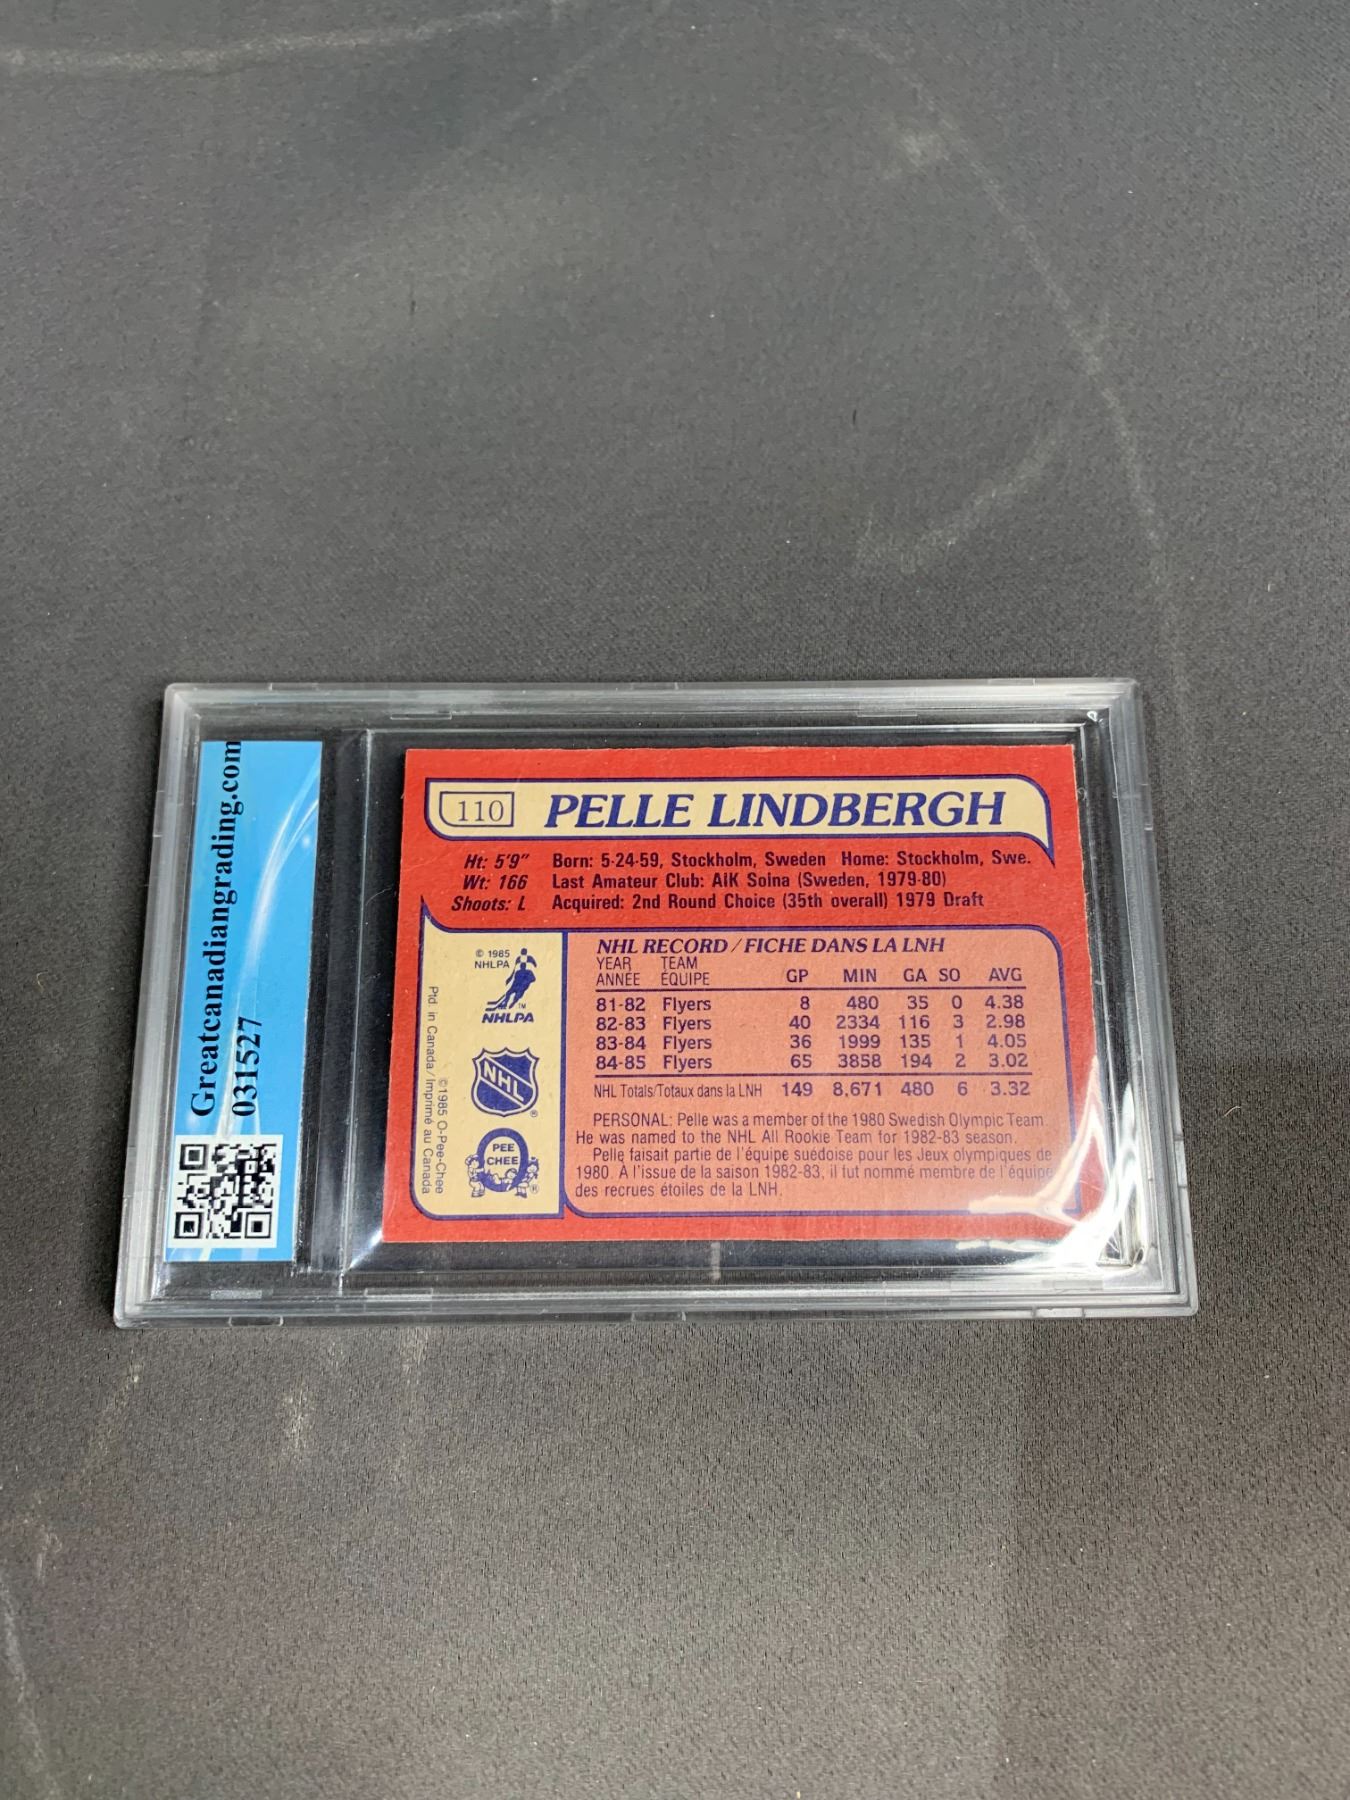 Greatcanadiangrading.com
031527
110 PELLE LINDBERGH
Ht: 5'9" Born: 5-24-59, Stockholm, Sweden Home: Stockholm, Swe.
Wt: 166 Last Amateur Club: AIK Solna (Sweden, 1979-80)
Shoots: L Acquired: 2nd Round Choice (35th overall) 1979 Draft
© 1985
NHLPA
TM
NHLPA
NHL
®
O PEE CHEE
®
©1985 O-Pee-Chee
Ptd. in Canada/Imprimé au Canada
NHL RECORD/FICHE DANS LA LNH
YEAR TEAM
ANNÉE ÉQUIPE GP MIN GA SO AVG
81-82 Flyers 8 480 35 0 4.38
82-83 Flyers 40 2334 116 3 2.98
83-84 Flyers 36 1999 135 1 4.05
84-85 Flyers 65 3858 194 2 3.02
NHL Totals/Totaux dans la LNH 149 8,671 480 6 3.32
PERSONAL: Pelle was a member of the 1980 Swedish Olympic Team.
He was named to the NHL All Rookie Team for 1982-83 season.
Pelle faisait partie de l'équipe suédoise pour les Jeux olympiques de
1980. À l'issue de la saison 1982-83, il fut nommé membre de l'équipe
des recrues étoiles de la LNH.